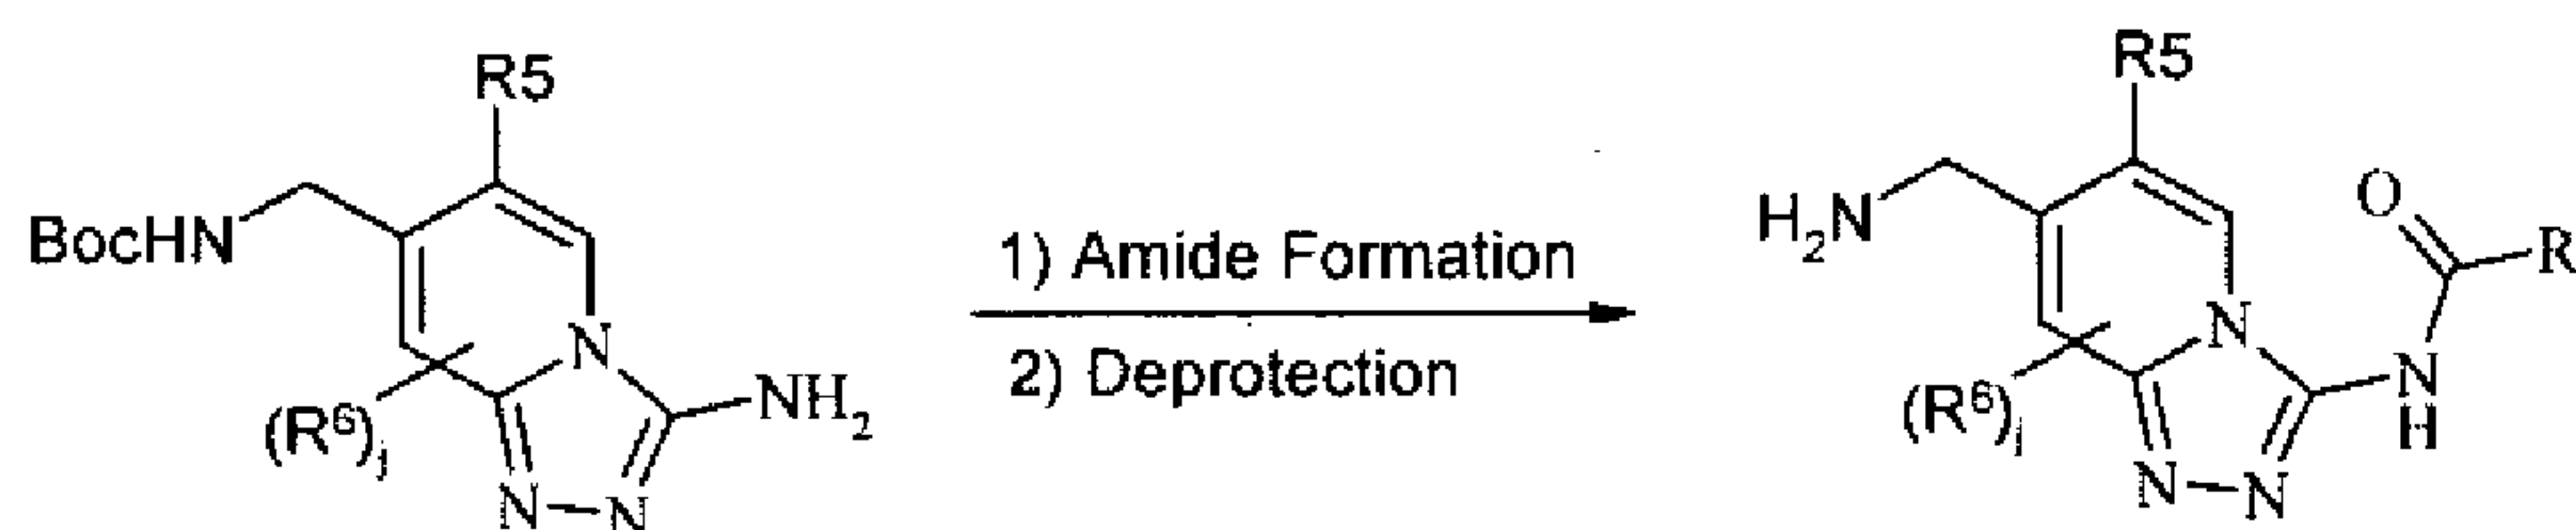 R5
BocHN
N
NH2
(R6)j
N
N
1) Amide Formation
2) Deprotection
R5
H2N
O
R
N
N
H
(R6)j
N
N